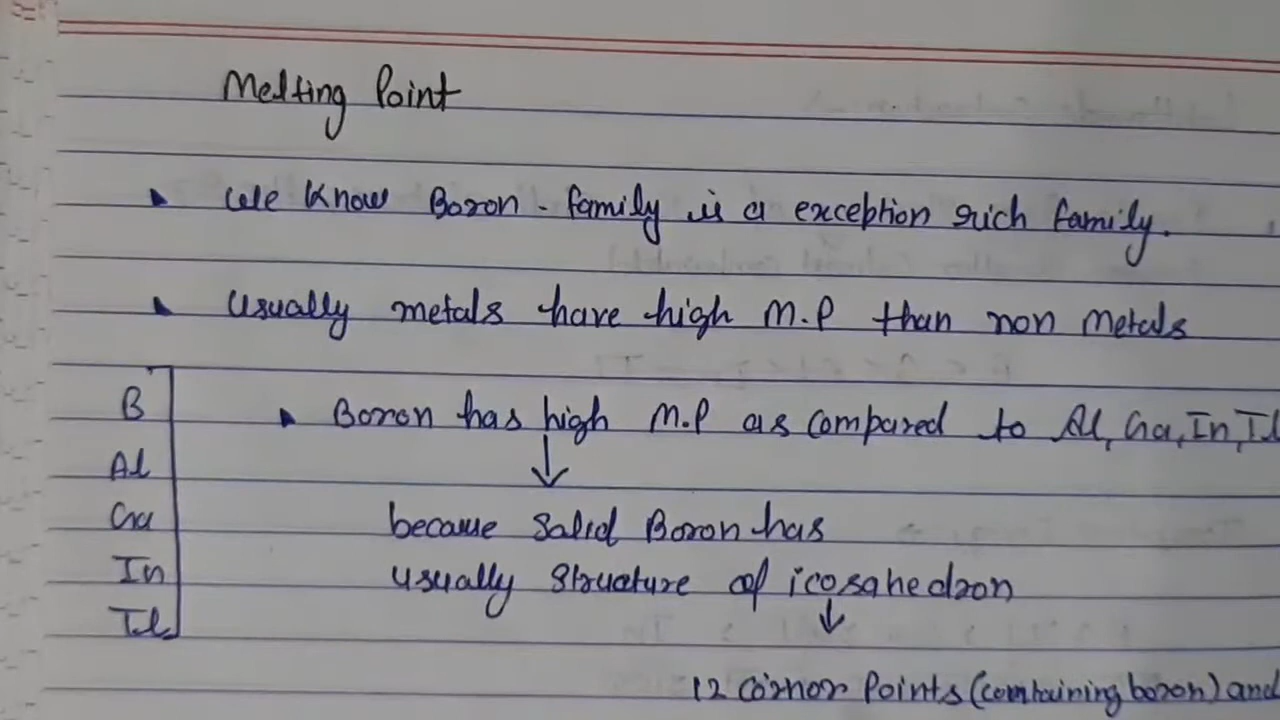 Melting Point
We know Boron - family is a exception rich family.
Usually metals have high M.P than non metals
B
Boron has high M.P as compared to Al, Ga, In, Tl
Al
Ga
because Solid Boron has
In
usually structure of icosahedron
Tl
12 cornor points (containing boron) and